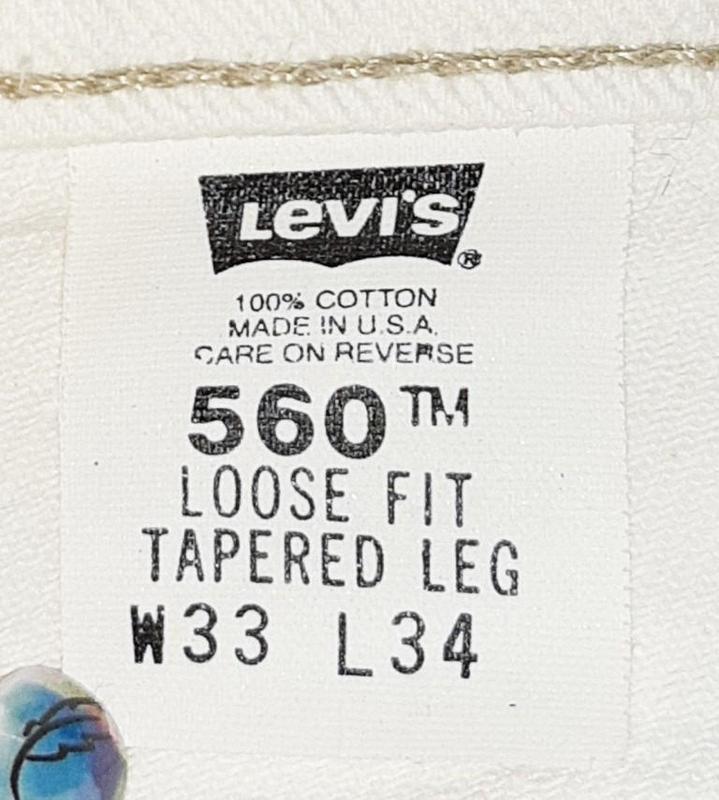 Levi's®
100% COTTON
MADE IN U.S.A.
CARE ON REVERSE
560™
LOOSE FIT
TAPERED LEG
W33 L34